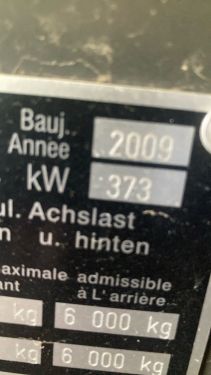 Bauj.
Année 2009
kW 373
ul. Achslast
n u. hinten
maximale admissible
ant à L'arrière
kg 6 000 kg
kg 6 000 kg